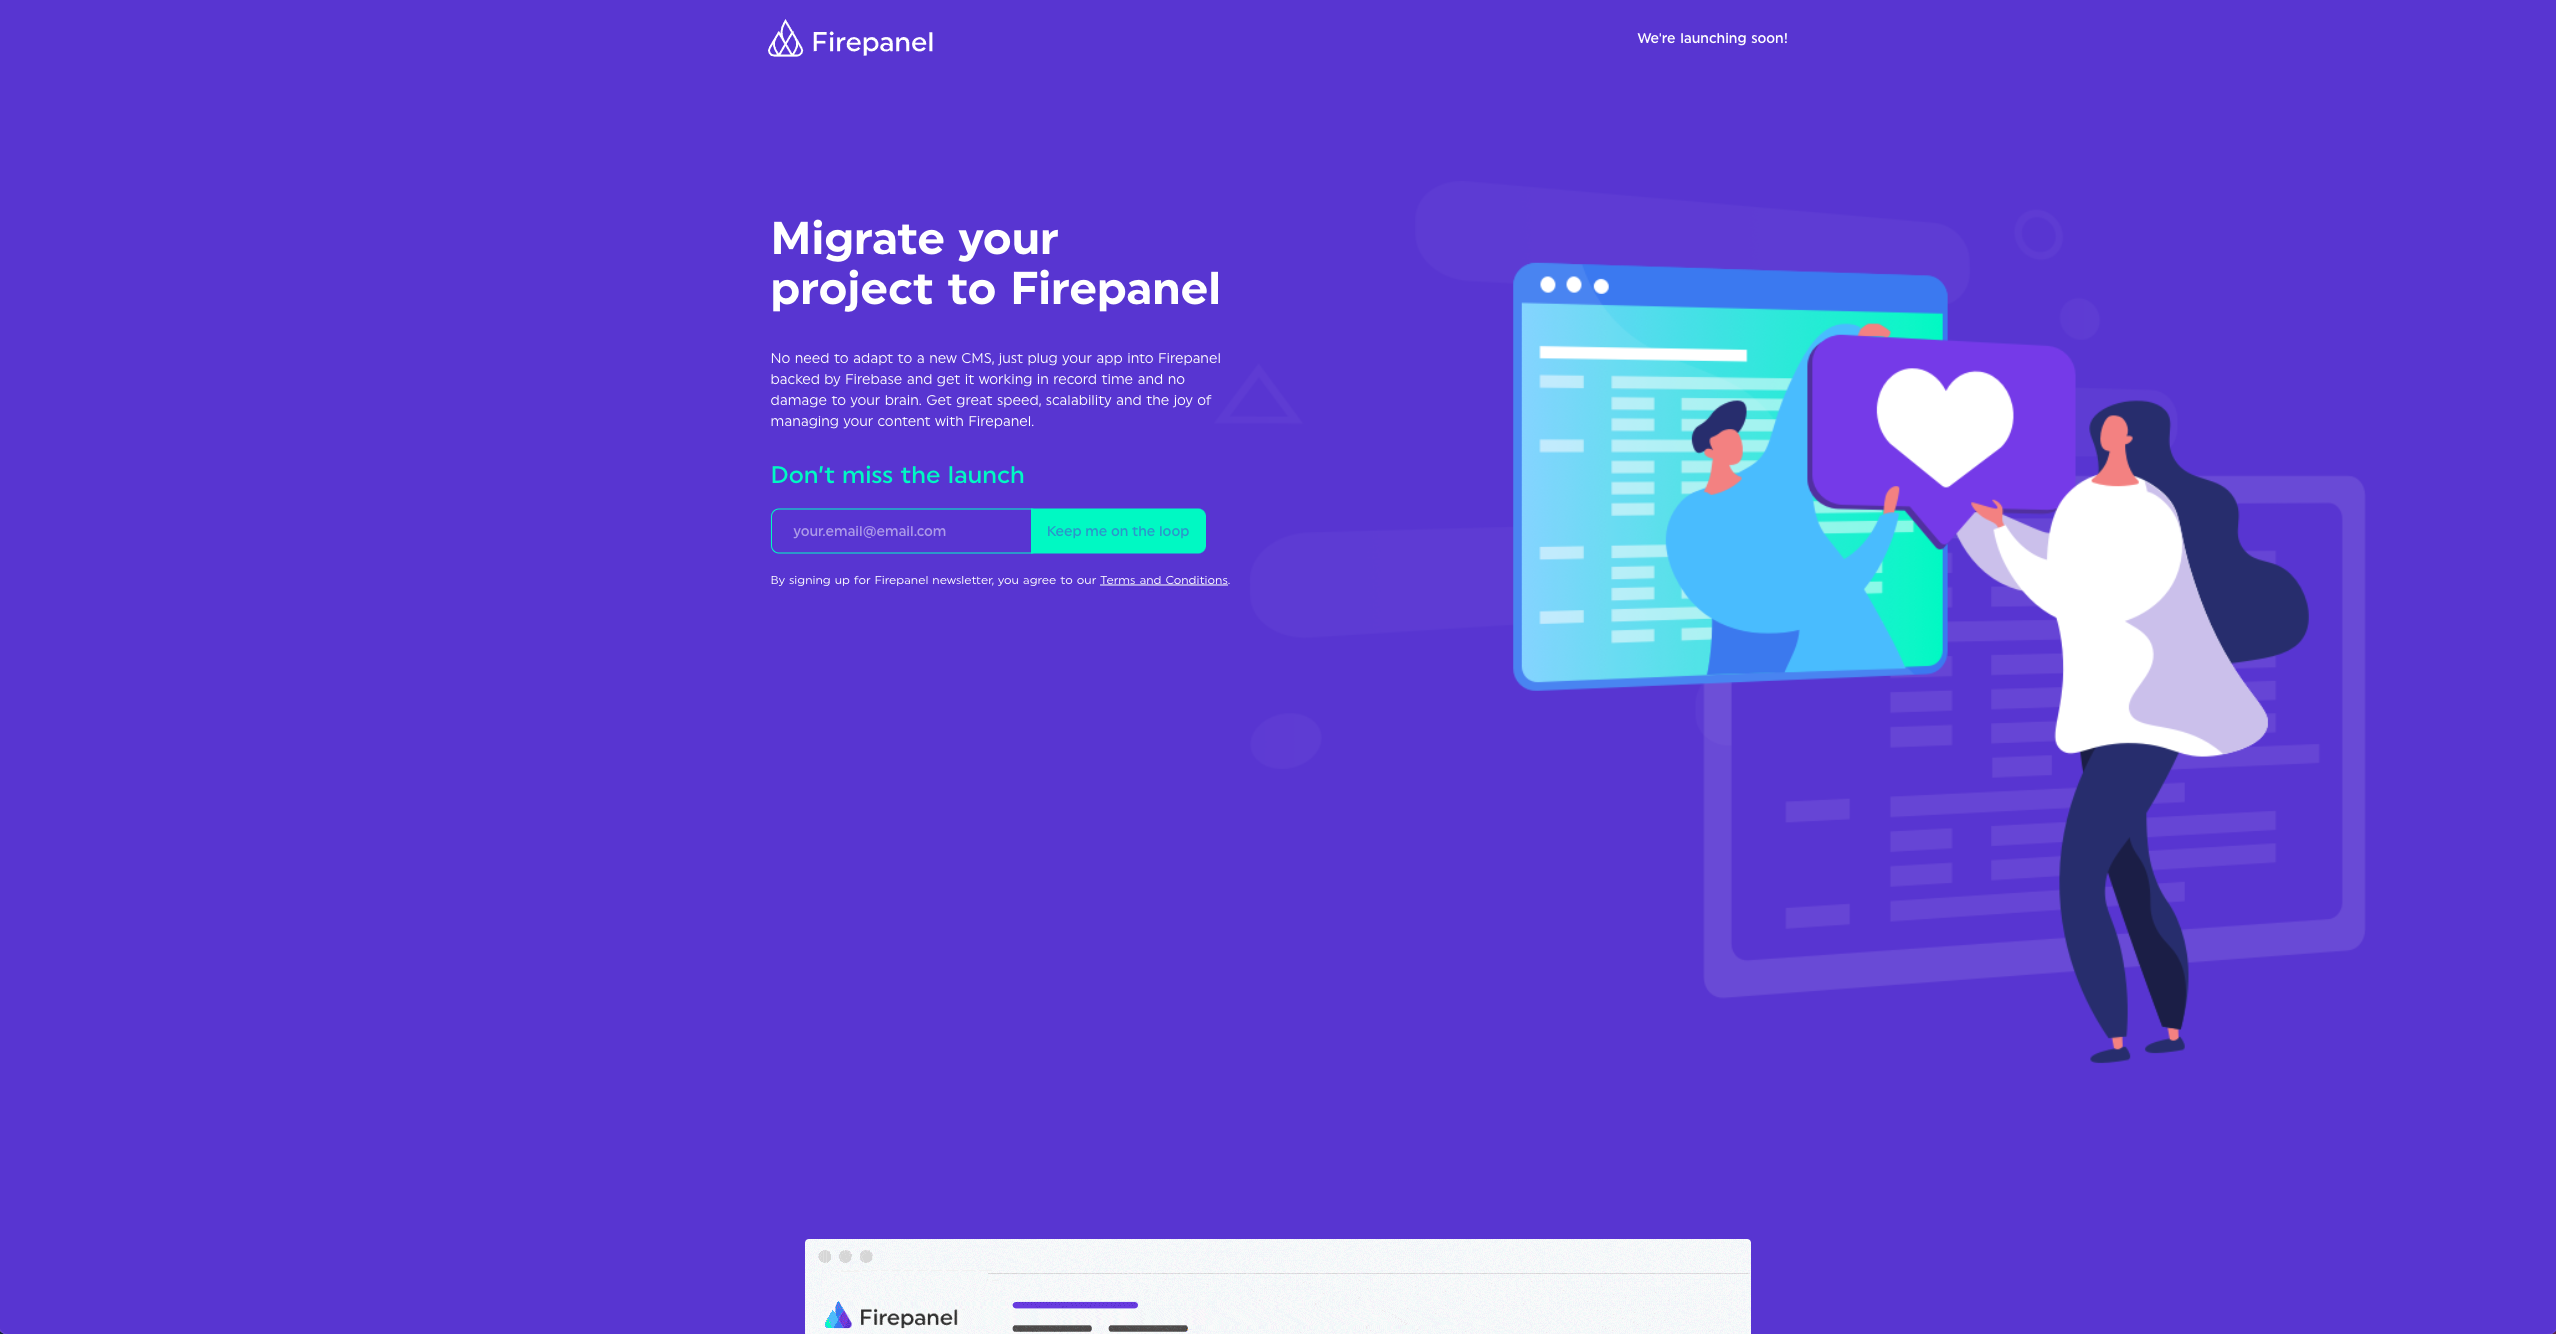 Firepanel
We're launching soon!
Migrate your
project to Firepanel
No need to adapt to a new CMS, just plug your app into Firepanel
backed by Firebase and get it working in record time and no
damage to your brain. Get great speed, scalability and the joy of
managing your content with Firepanel.
Don't miss the launch
your.email@email.com
Keep me on the loop
By signing up for Firepanel newsletter, you agree to our Terms and Conditions.
Firepanel